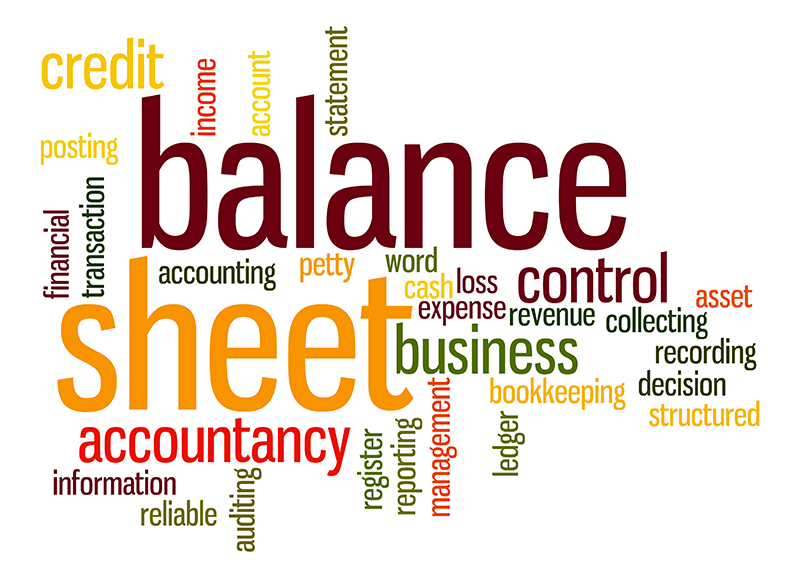 credit
income
account
statement
posting
balance
financial
transaction
accounting
petty
word
cash
loss
control
asset
sheet
expense
revenue
collecting
business
recording
bookkeeping
decision
structured
accountancy
register
reporting
management
ledger
information
reliable
auditing